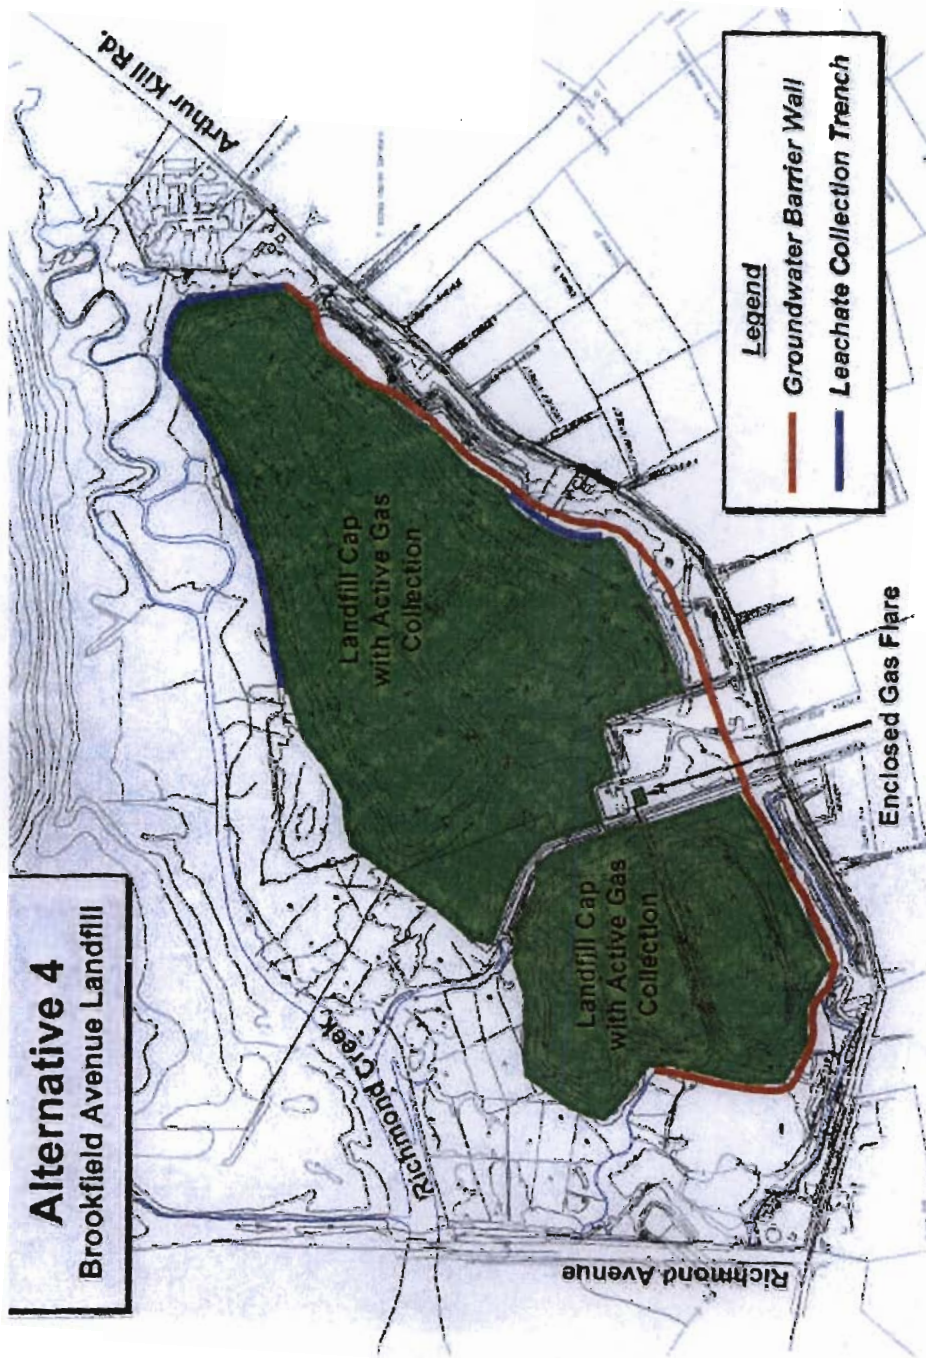 Alternative 4
Brookfield Avenue Landfill
Arthur Kill Rd.
Richmond Creek
Richmond Avenue
Landfill Cap
with Active Gas
Collection
Landfill Cap
with Active Gas
Collection
Enclosed Gas Flare
Legend
Groundwater Barrier Wall
Leachate Collection Trench